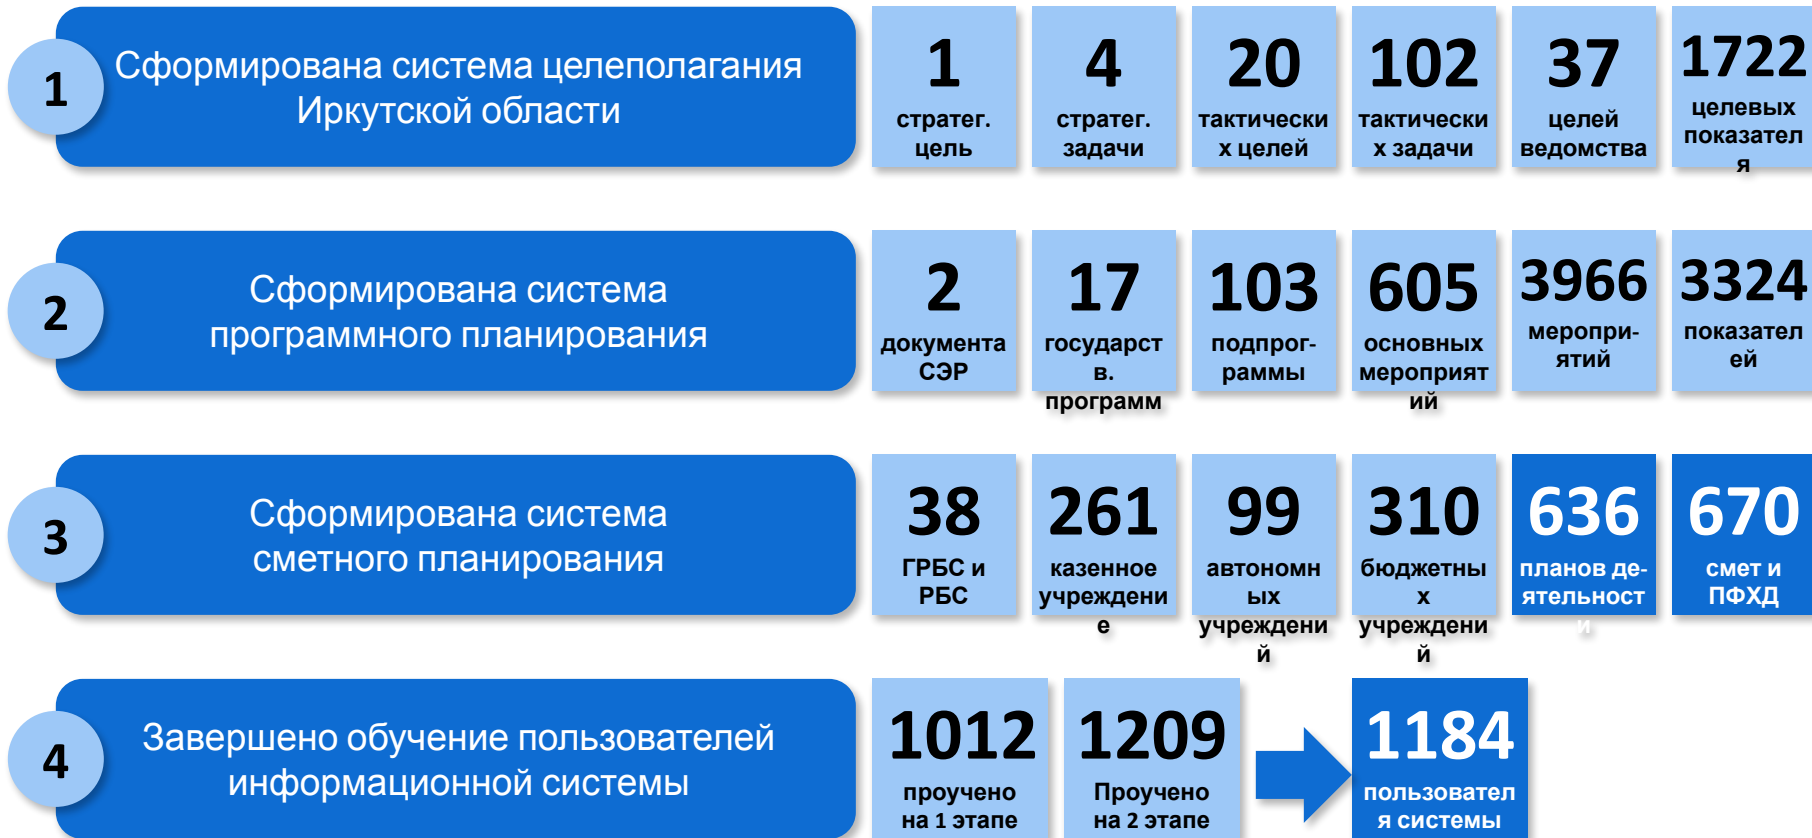 1
Сформирована система целеполагания
Иркутской области
1
стратег.
цель
4
стратег.
задачи
20
тактически
х целей
102
тактически
х задачи
37
целей
ведомства
1722
целевых
показател
я
2
Сформирована система
программного планирования
2
документа
СЭР
17
государст
в.
программ
103
подпрог-
раммы
605
основных
мероприят
ий
3966
меропри-
ятий
3324
показател
ей
3
Сформирована система
сметного планирования
38
ГРБС и
РБС
261
казенное
учреждени
е
99
автономн
ых
учреждени
й
310
бюджетны
х
учреждени
й
636
планов де-
ятельност
и
670
смет и
ПФХД
4
Завершено обучение пользователей
информационной системы
1012
проучено
на 1 этапе
1209
Проучено
на 2 этапе
1184
пользовател
я системы